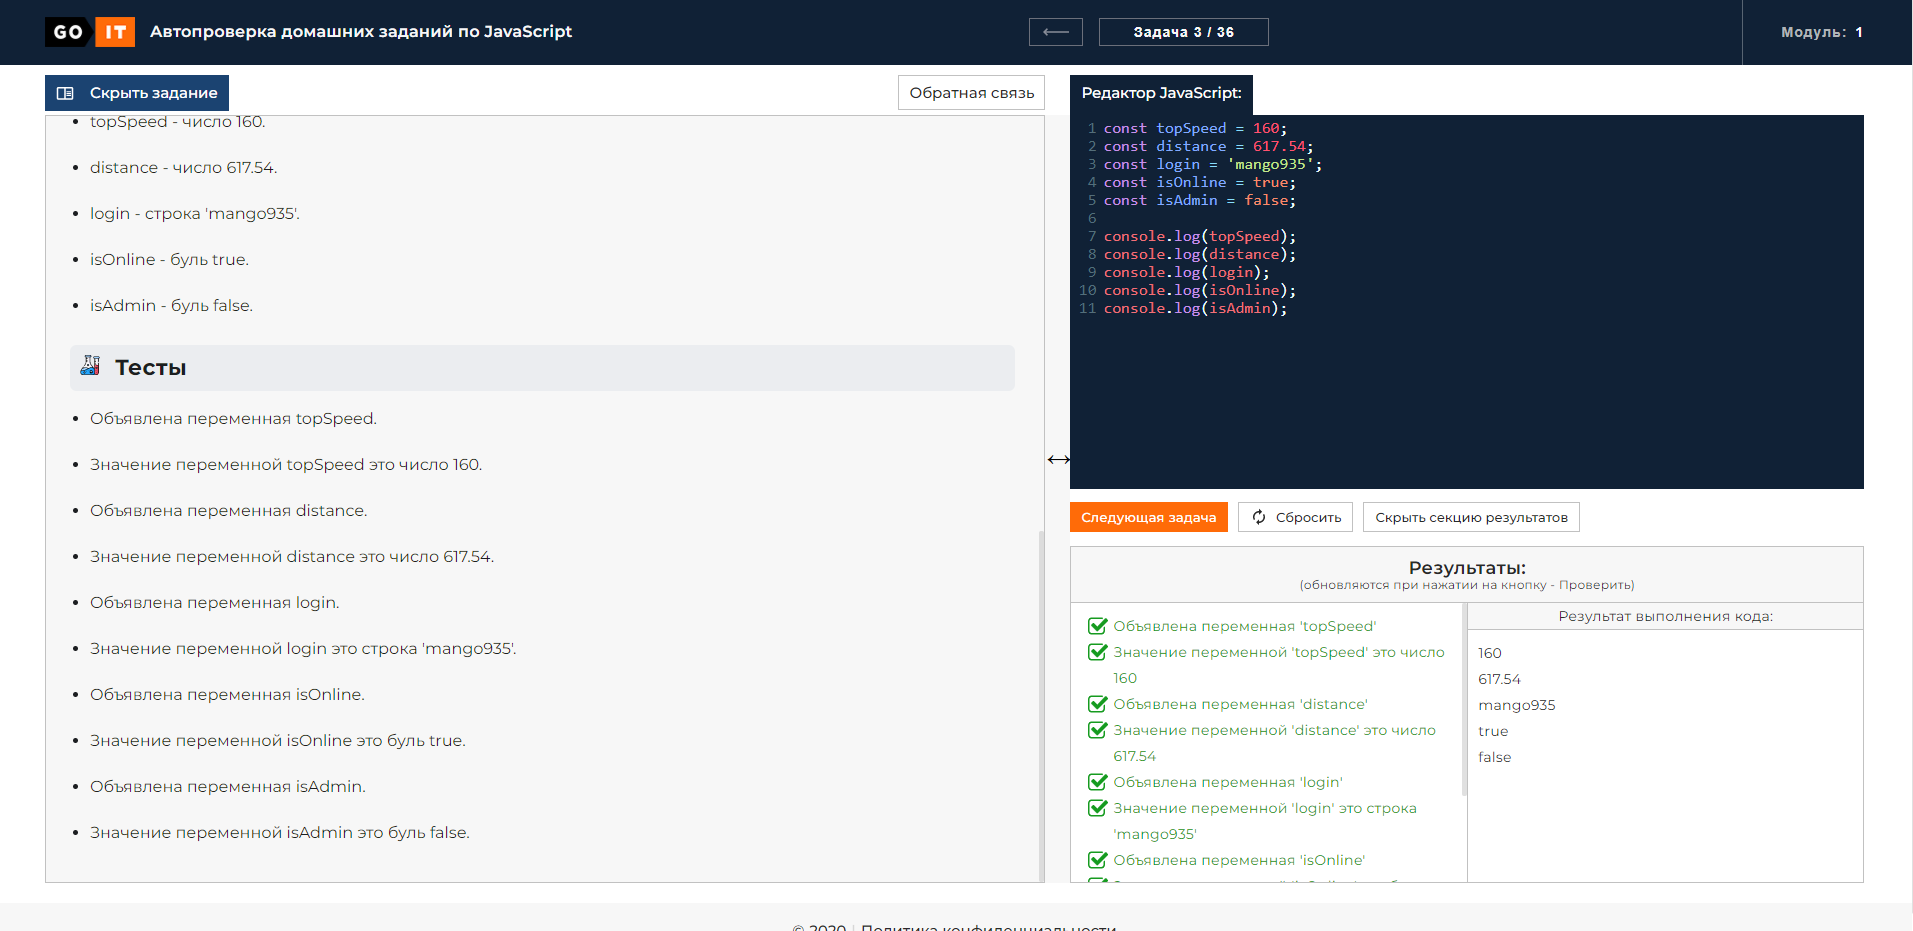 GO IT Автопроверка домашних заданий по JavaScript
Задача 3 / 36
Модуль: 1
Скрыть задание
Обратная связь
topSpeed - число 160.
distance - число 617.54.
login - строка 'mango935'.
isOnline - буль true.
isAdmin - буль false.
Тесты
Объявлена переменная topSpeed.
Значение переменной topSpeed это число 160.
Объявлена переменная distance.
Значение переменной distance это число 617.54.
Объявлена переменная login.
Значение переменной login это строка 'mango935'.
Объявлена переменная isOnline.
Значение переменной isOnline это буль true.
Объявлена переменная isAdmin.
Значение переменной isAdmin это буль false.
Редактор JavaScript:
1 const topSpeed = 160;
2 const distance = 617.54;
3 const login = 'mango935';
4 const isOnline = true;
5 const isAdmin = false;
6
7 console.log(topSpeed);
8 console.log(distance);
9 console.log(login);
10 console.log(isOnline);
11 console.log(isAdmin);
Следующая задача
Сбросить
Скрыть секцию результатов
Результаты:
(обновляются при нажатии на кнопку - Проверить)
Объявлена переменная 'topSpeed'
Значение переменной 'topSpeed' это число
160
Объявлена переменная 'distance'
Значение переменной 'distance' это число
617.54
Объявлена переменная 'login'
Значение переменной 'login' это строка
'mango935'
Объявлена переменная 'isOnline'
Результат выполнения кода:
160
617.54
mango935
true
false
© 2020 | Политика конфиденциальности